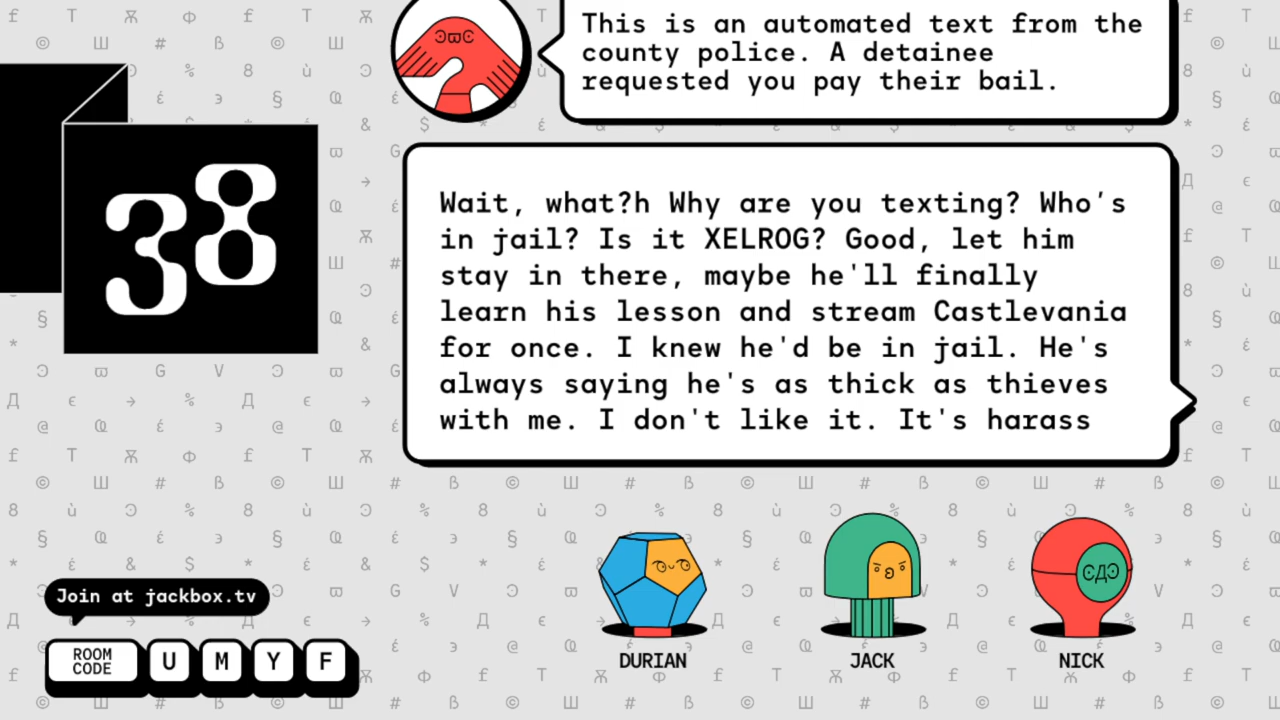 This is an automated text from the
county police. A detainee
requested you pay their bail.
38
Wait, what?h Why are you texting? Who's
in jail? Is it XELROG? Good, let him
stay in there, maybe he'll finally
learn his lesson and stream Castlevania
for once. I knew he'd be in jail. He's
always saying he's as thick as thieves
with me. I don't like it. It's harass
Join at jackbox.tv
ROOM
CODE
U M Y F
DURIAN
JACK
NICK